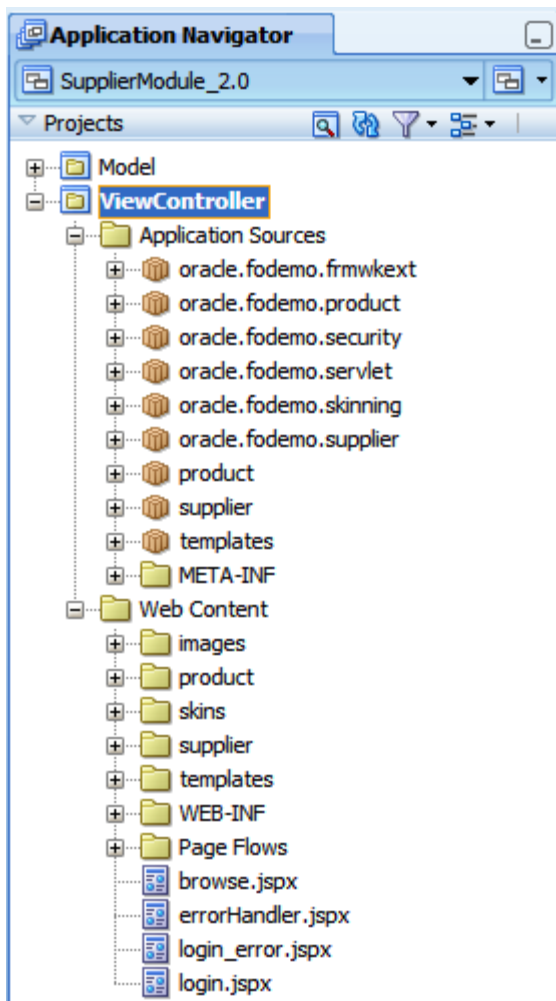 Application Navigator
SupplierModule_2.0
Projects
Model
ViewController
Application Sources
oracle.fodemo.frmwkext
oracle.fodemo.product
oracle.fodemo.security
oracle.fodemo.servlet
oracle.fodemo.skinning
oracle.fodemo.supplier
product
supplier
templates
META-INF
Web Content
images
product
skins
supplier
templates
WEB-INF
Page Flows
browse.jspx
errorHandler.jspx
login_error.jspx
login.jspx